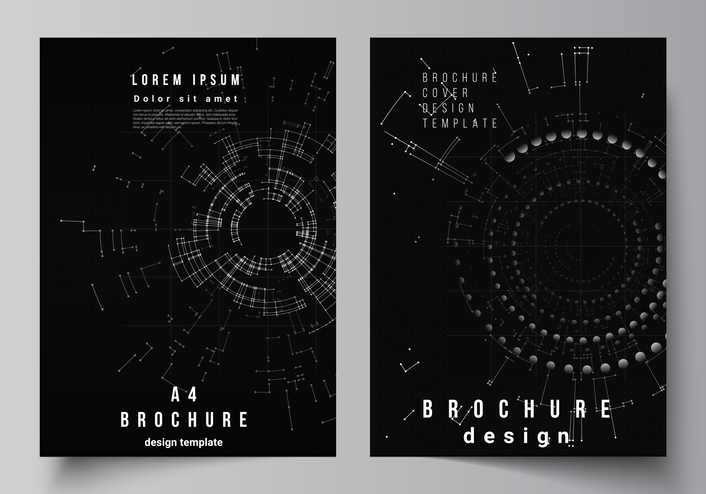 LOREM IPSUM
Dolor sit amet
A4
BROCHURE
design template
BROCHURE
COVER
DESIGN
TEMPLATE
BROCHURE
design